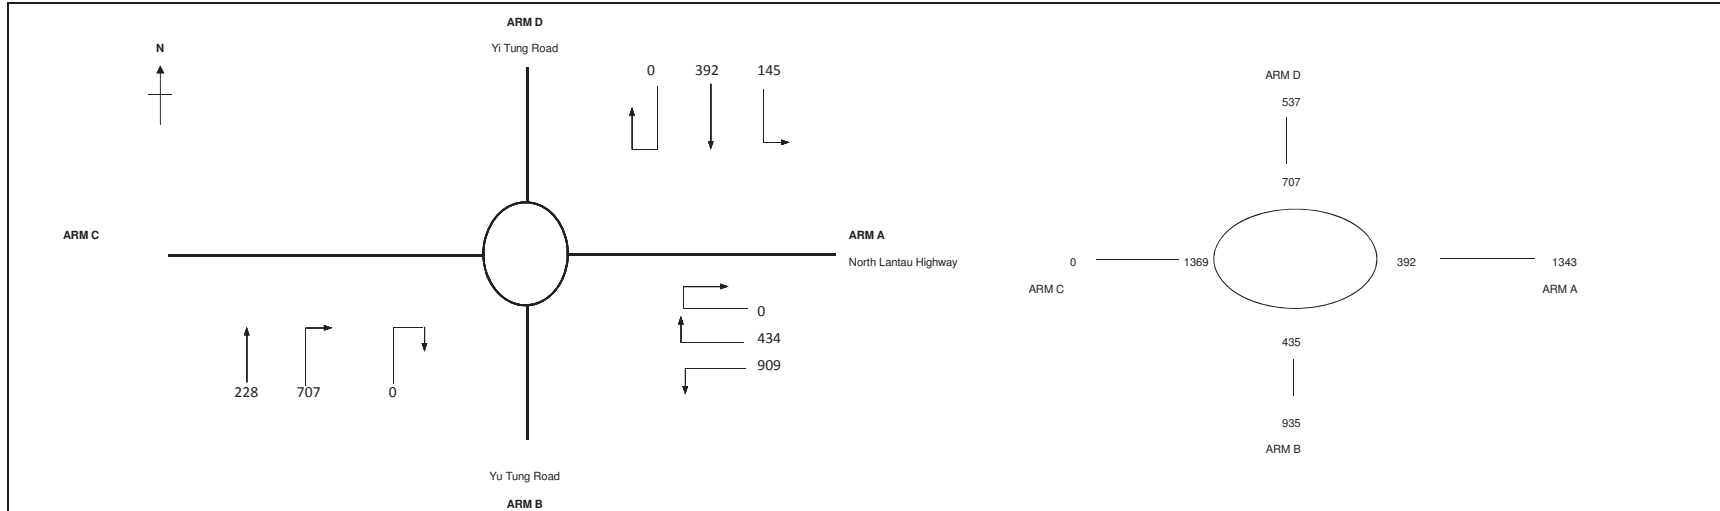 ARM D
N
Yi Tung Road
0 392 145
ARM C
ARM A
North Lantau Highway
0
434
909
228 707 0
Yu Tung Road
ARM B
ARM D
537
707
0 1369 392 1343
ARM C ARM A
435
935
ARM B